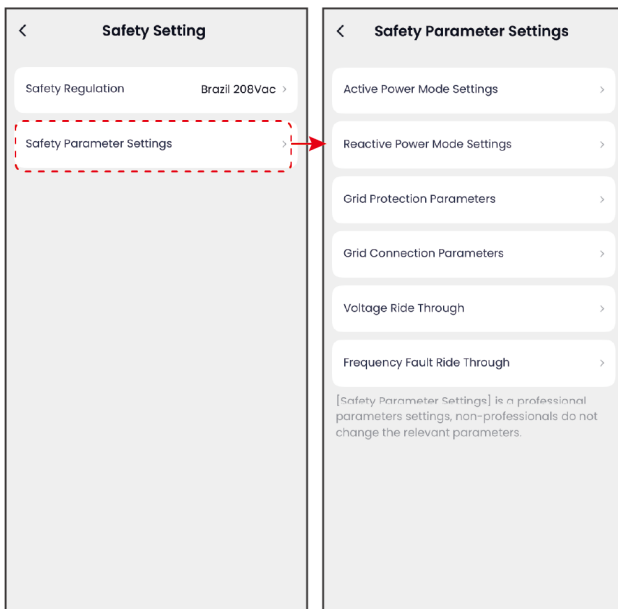 Safety Setting
Safety Regulation Brazil 208Vac
Safety Parameter Settings
Safety Parameter Settings
Active Power Mode Settings
Reactive Power Mode Settings
Grid Protection Parameters
Grid Connection Parameters
Voltage Ride Through
Frequency Fault Ride Through
[Safety Parameter Settings] is a professional
parameters settings, non-professionals do not
change the relevant parameters.